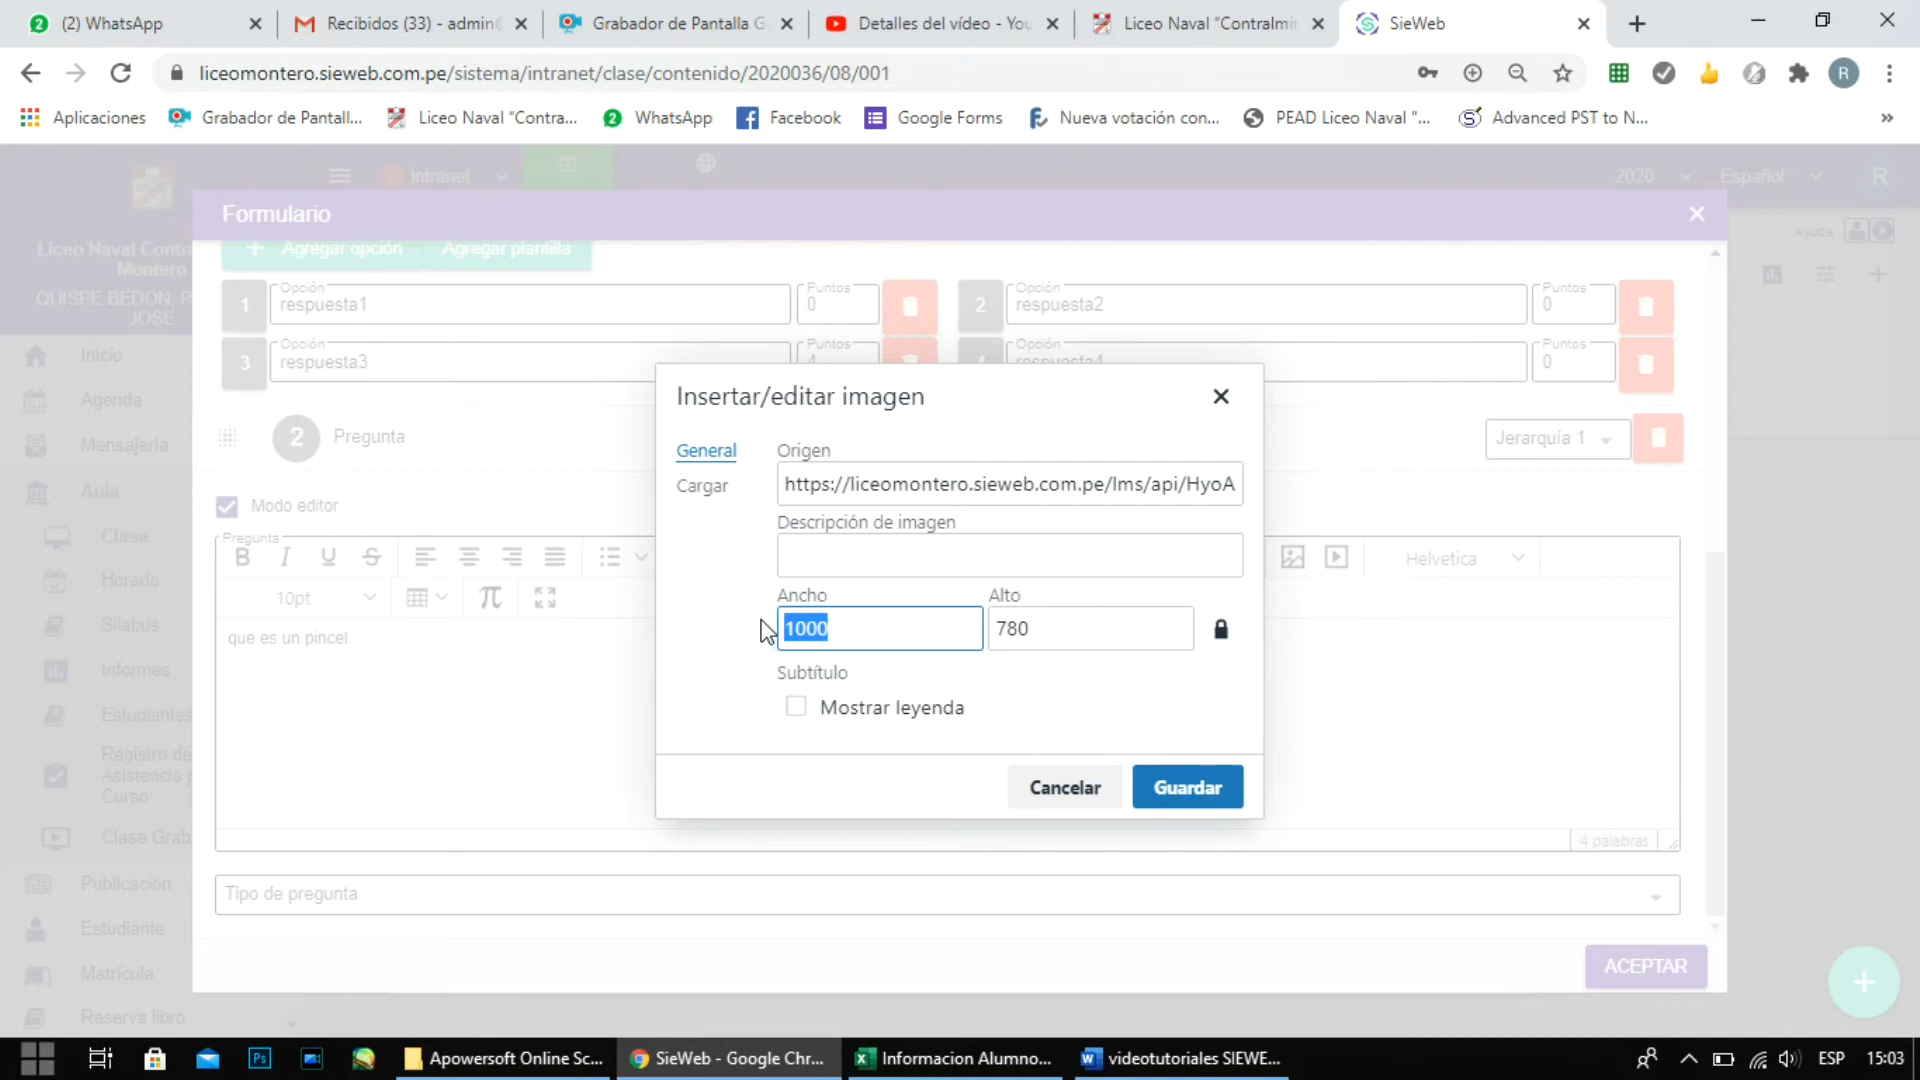 (2) WhatsApp
Recibidos (33) - admin@
Grabador de Pantalla G
Detalles del vídeo - You
Liceo Naval "Contralmir
SieWeb
liceomontero.sieweb.com.pe/sistema/intranet/clase/contenido/2020036/08/001
R
Aplicaciones
Grabador de Pantall...
Liceo Naval "Contra...
WhatsApp
Facebook
Google Forms
Nueva votación con...
PEAD Liceo Naval "...
Advanced PST to N...
»
Intranet
2020
Español
R
Formulario
Ayuda
Liceo Naval Contra
Montero
QUISPE BEDON, R
JOSE
Agregar opción
Agregar plantilla
1
Opción
respuesta1
Puntos
0
2
Opción
respuesta2
Puntos
0
3
Opción
respuesta3
Puntos
4
4
Opción
respuesta4
Puntos
0
Inicio
Agenda
Mensajería
Aula
Clase
Horario
Sílabus
Informes
Estudiantes
Registro de
Asistencia p
Curso
Clase Grab
Publicación
Estudiante
Matrícula
Reserva libro
2
Pregunta
Jerarquía 1
Modo editor
Pregunta
B I U S
Helvetica
10pt
π
que es un pincel
4 palabras
Tipo de pregunta
ACEPTAR
Insertar/editar imagen
General
Cargar
Origen
https://liceomontero.sieweb.com.pe/lms/api/HyoA
Descripción de imagen
Ancho
Alto
1000
780
Subtítulo
Mostrar leyenda
Cancelar
Guardar
Ps
Apowersoft Online Sc...
SieWeb - Google Chr...
Informacion Alumno...
videotutoriales SIEWE...
ESP
15:03